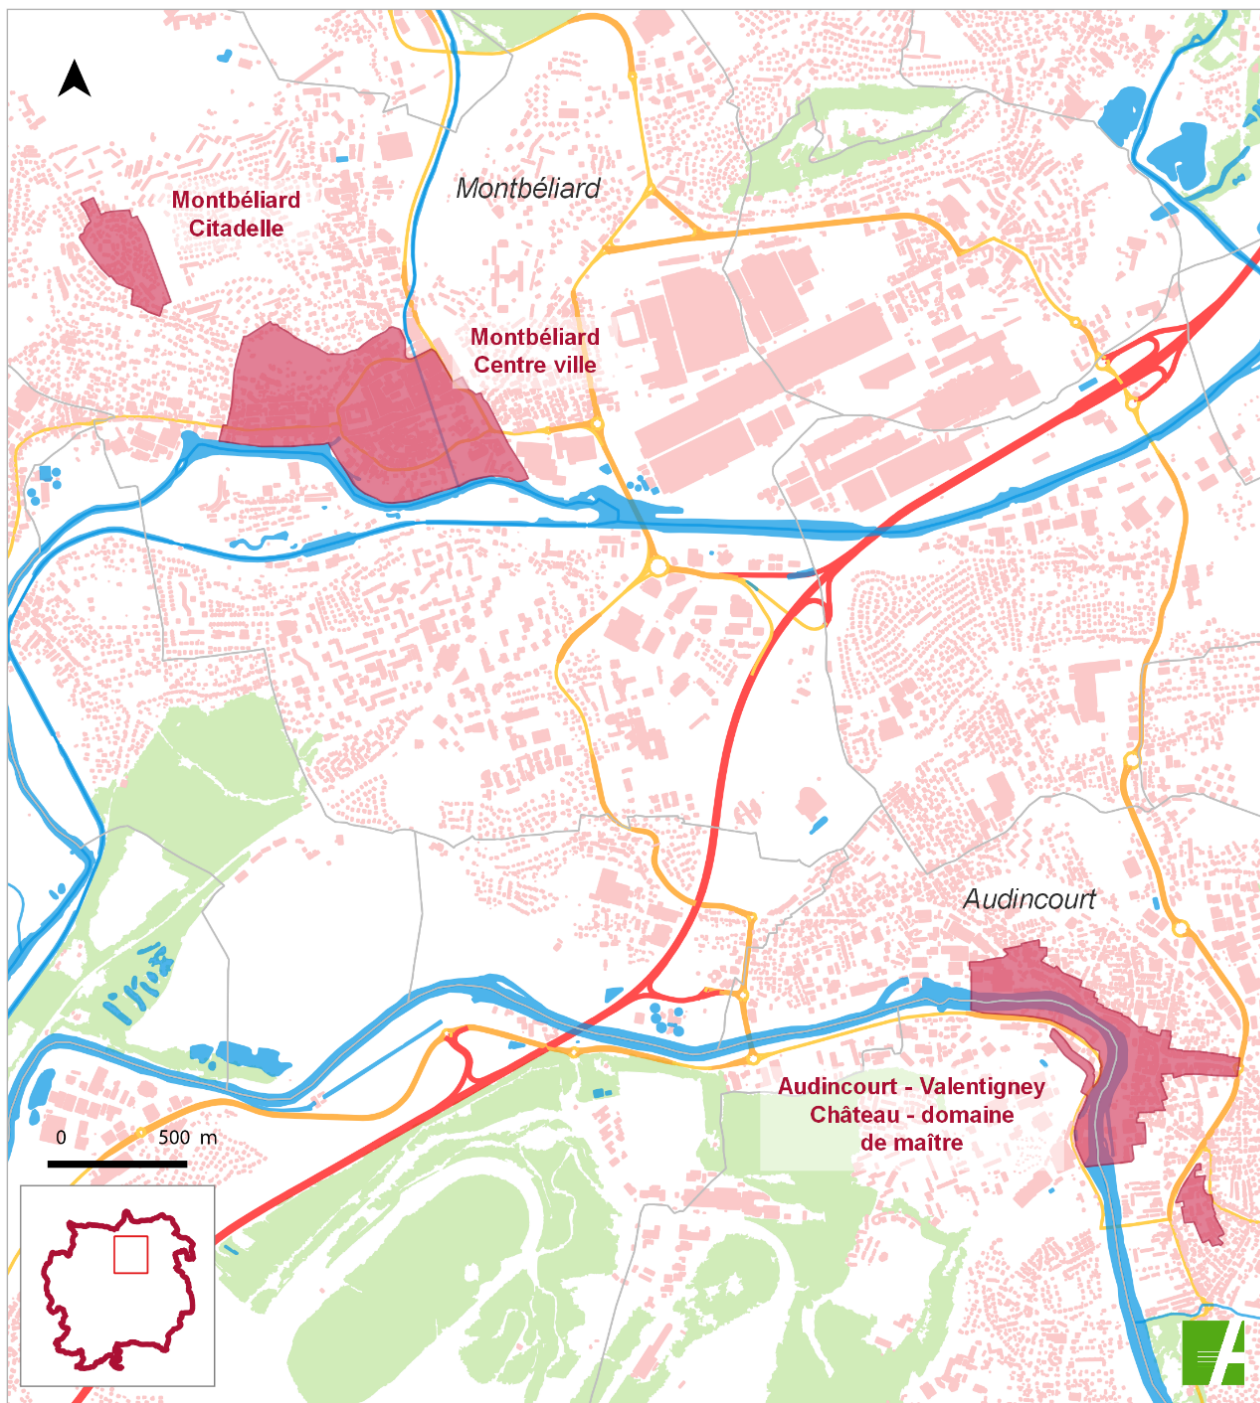 Montbéliard
Citadelle
Montbéliard
Montbéliard
Centre ville
Audincourt
Audincourt - Valentigney
Château - domaine
de maître
0 500 m